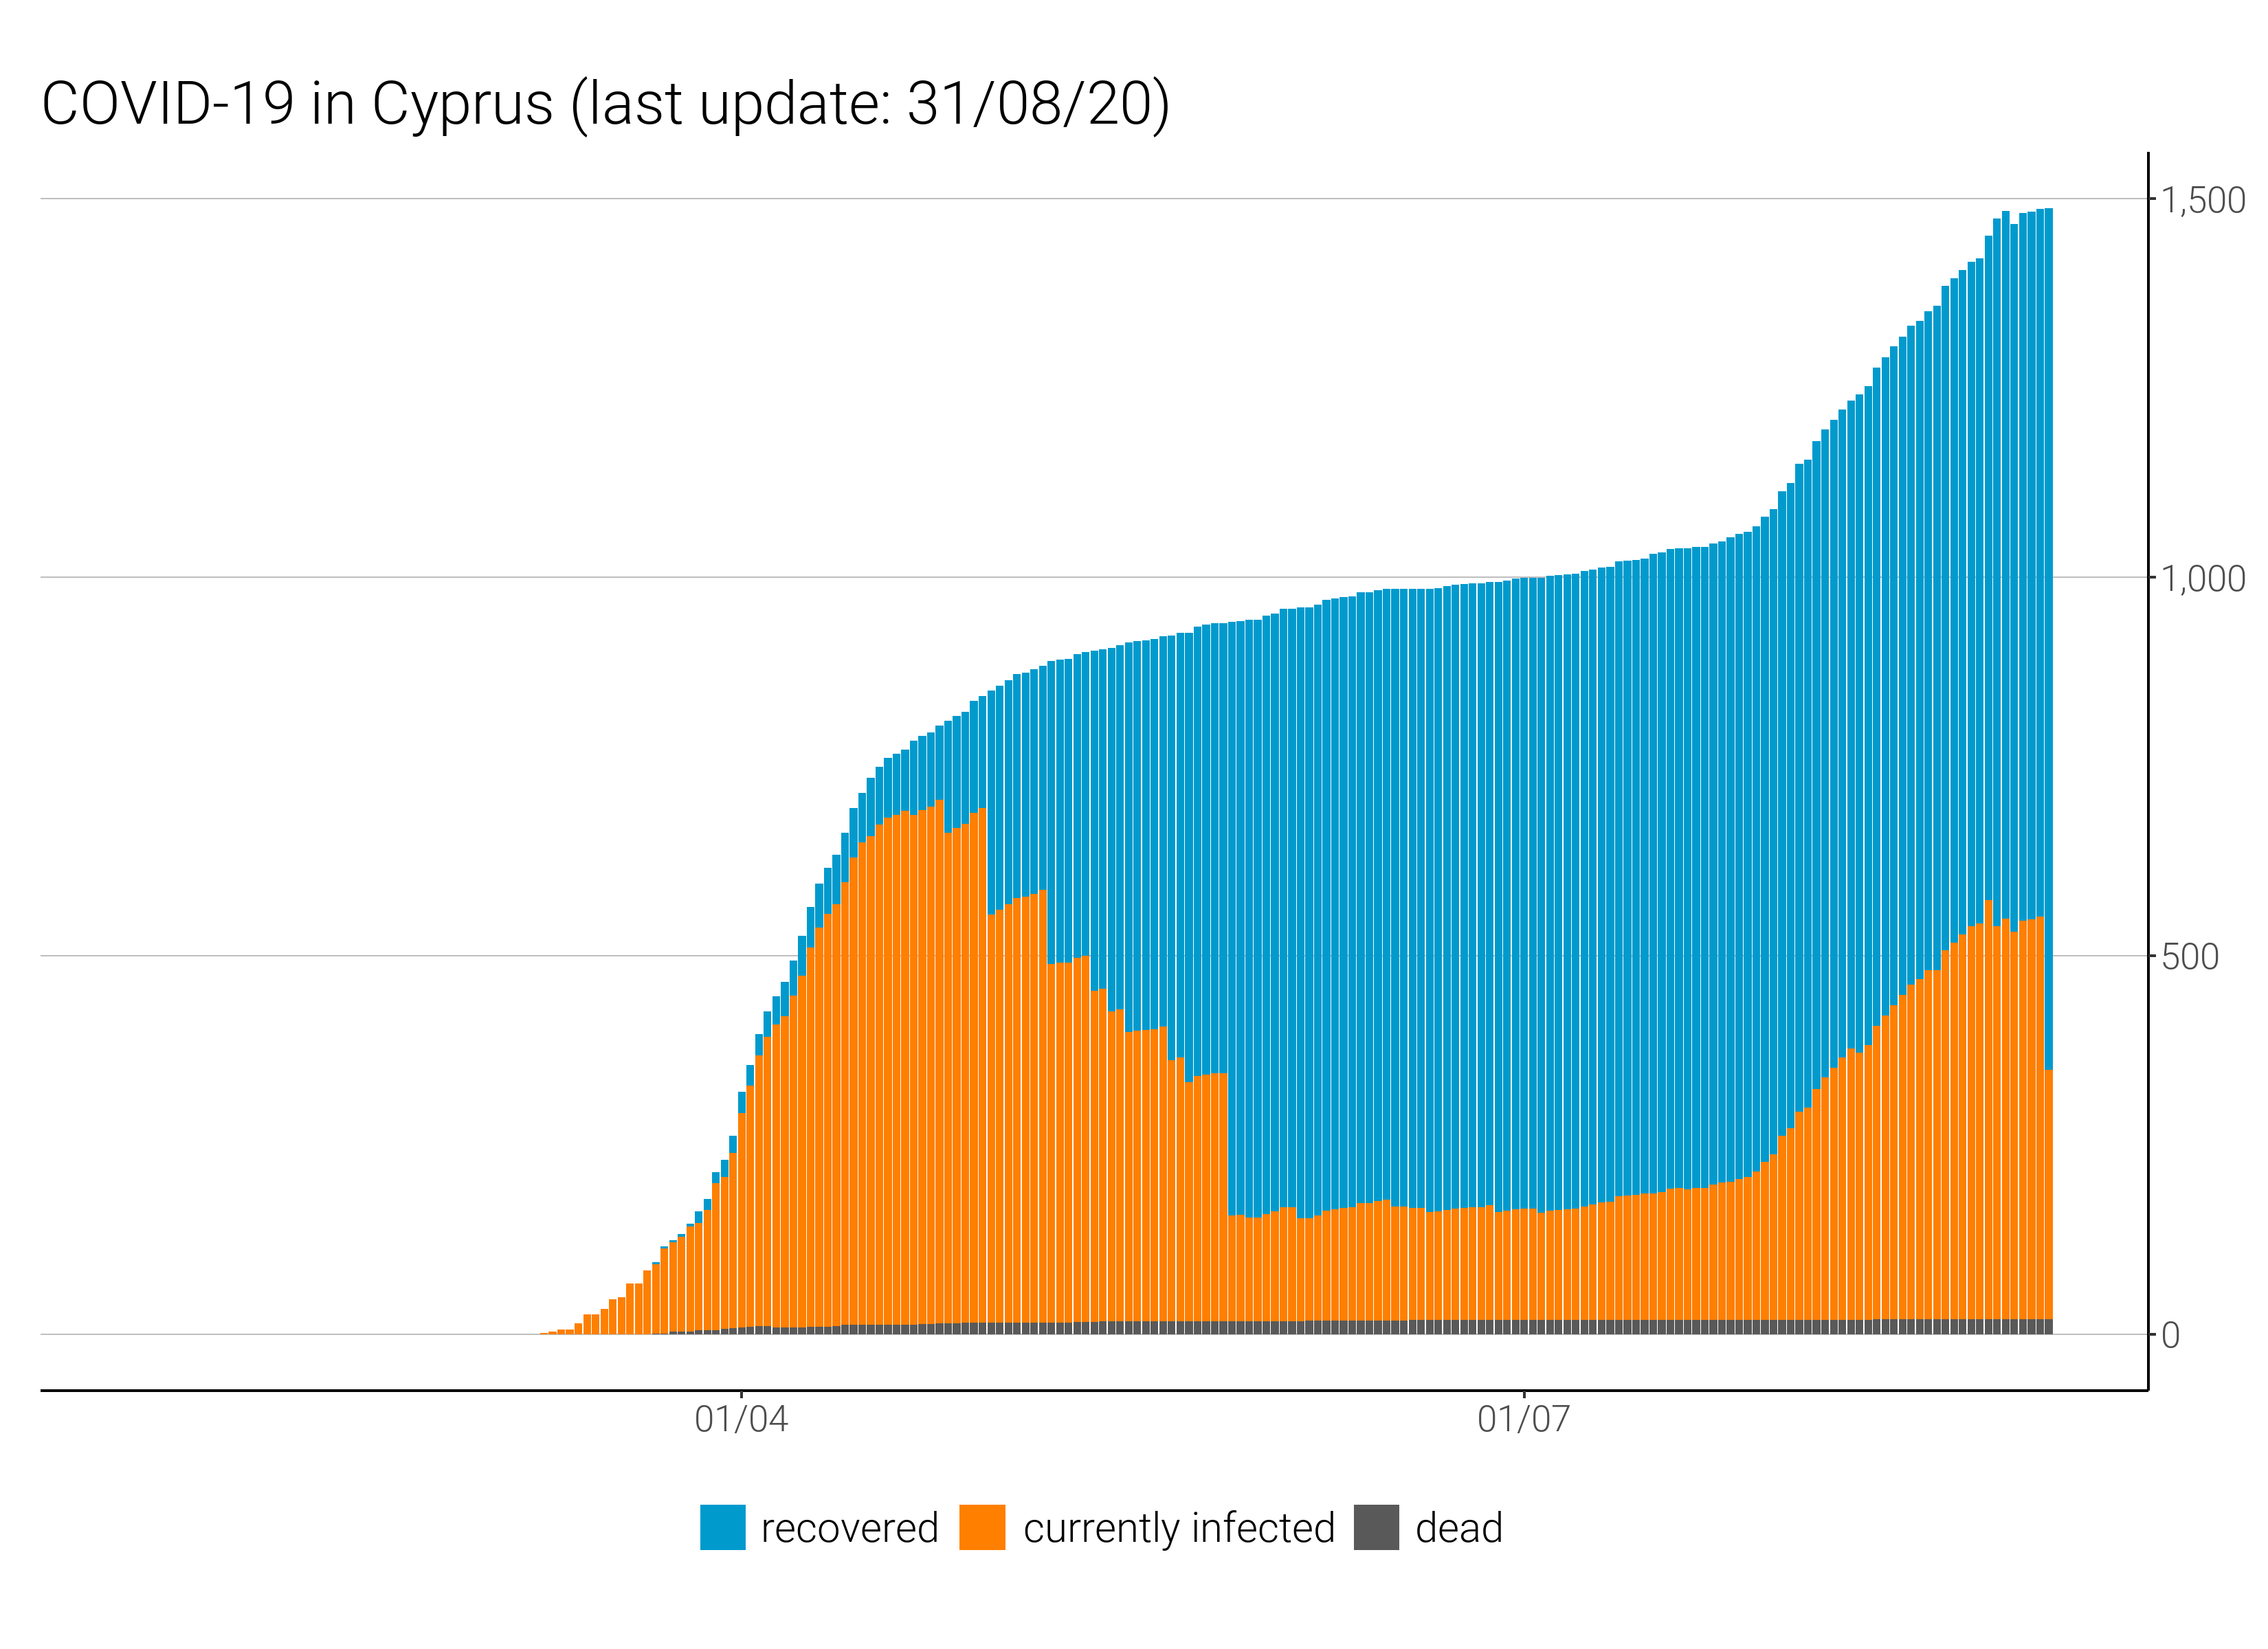 COVID-19 in Cyprus (last update: 31/08/20)
1,500
1,000
500
0
01/04 01/07
recovered currently infected dead